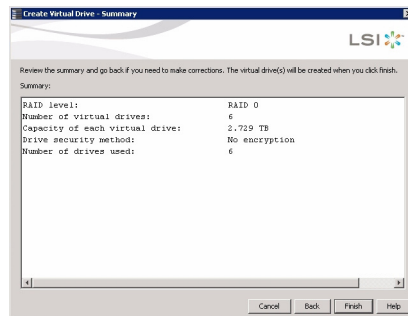 Create Virtual Drive - Summary
LSI
Review the summary and go back if you need to make corrections. The virtual drive(s) will be created when you click finish.
Summary:
RAID level: RAID 0
Number of virtual drives: 6
Capacity of each virtual drive: 2.729 TB
Drive security method: No encryption
Number of drives used: 6
Cancel Back Finish Help